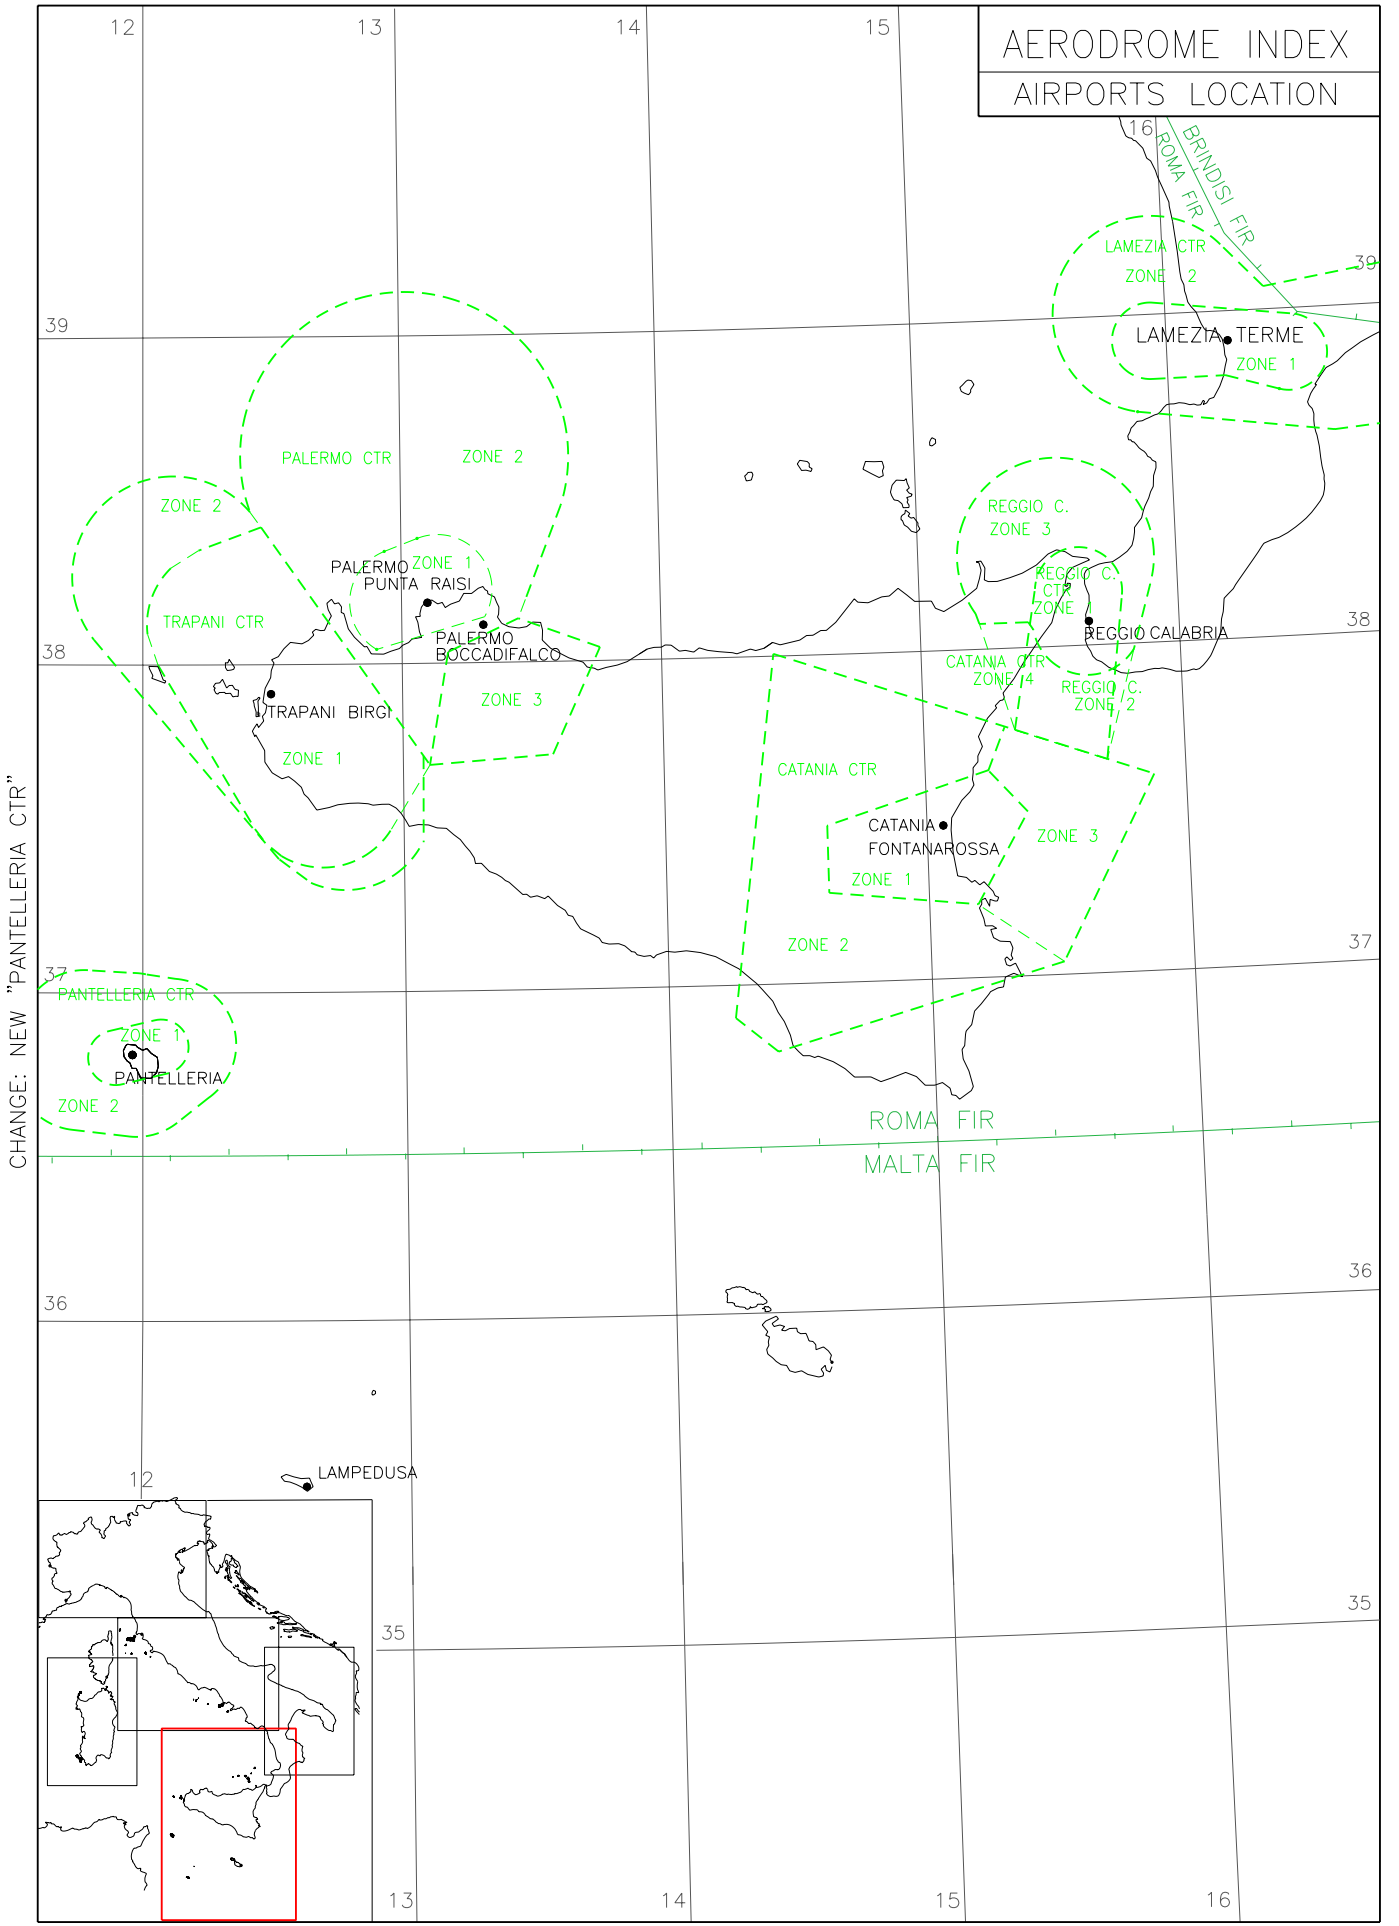 12
13
14
15
AERODROME INDEX
AIRPORTS LOCATION
16
BRINDISI FIR
ROMA FIR
LAMEZIA CTR
ZONE 2
39
39
LAMEZIA TERME
ZONE 1
PALERMO CTR
ZONE 2
ZONE 2
REGGIO C.
ZONE 3
ZONE 1
PALERMO
PUNTA RAISI
REGGIO C.
CTR
ZONE
TRAPANI CTR
38
REGGIO CALABRIA
PALERMO
BOCCADIFALCO
38
CATANIA CTR
ZONE 4
REGGIO C.
ZONE 2
ZONE 3
TRAPANI BIRGI
ZONE 1
CATANIA CTR
CATANIA
FONTANAROSSA
ZONE 3
ZONE 1
ZONE 2
37
37
PANTELLERIA CTR
ZONE 1
PANTELLERIA
ZONE 2
CHANGE: NEW "PANTELLERIA CTR"
ROMA FIR
MALTA FIR
36
36
LAMPEDUSA
12
35
35
13
14
15
16